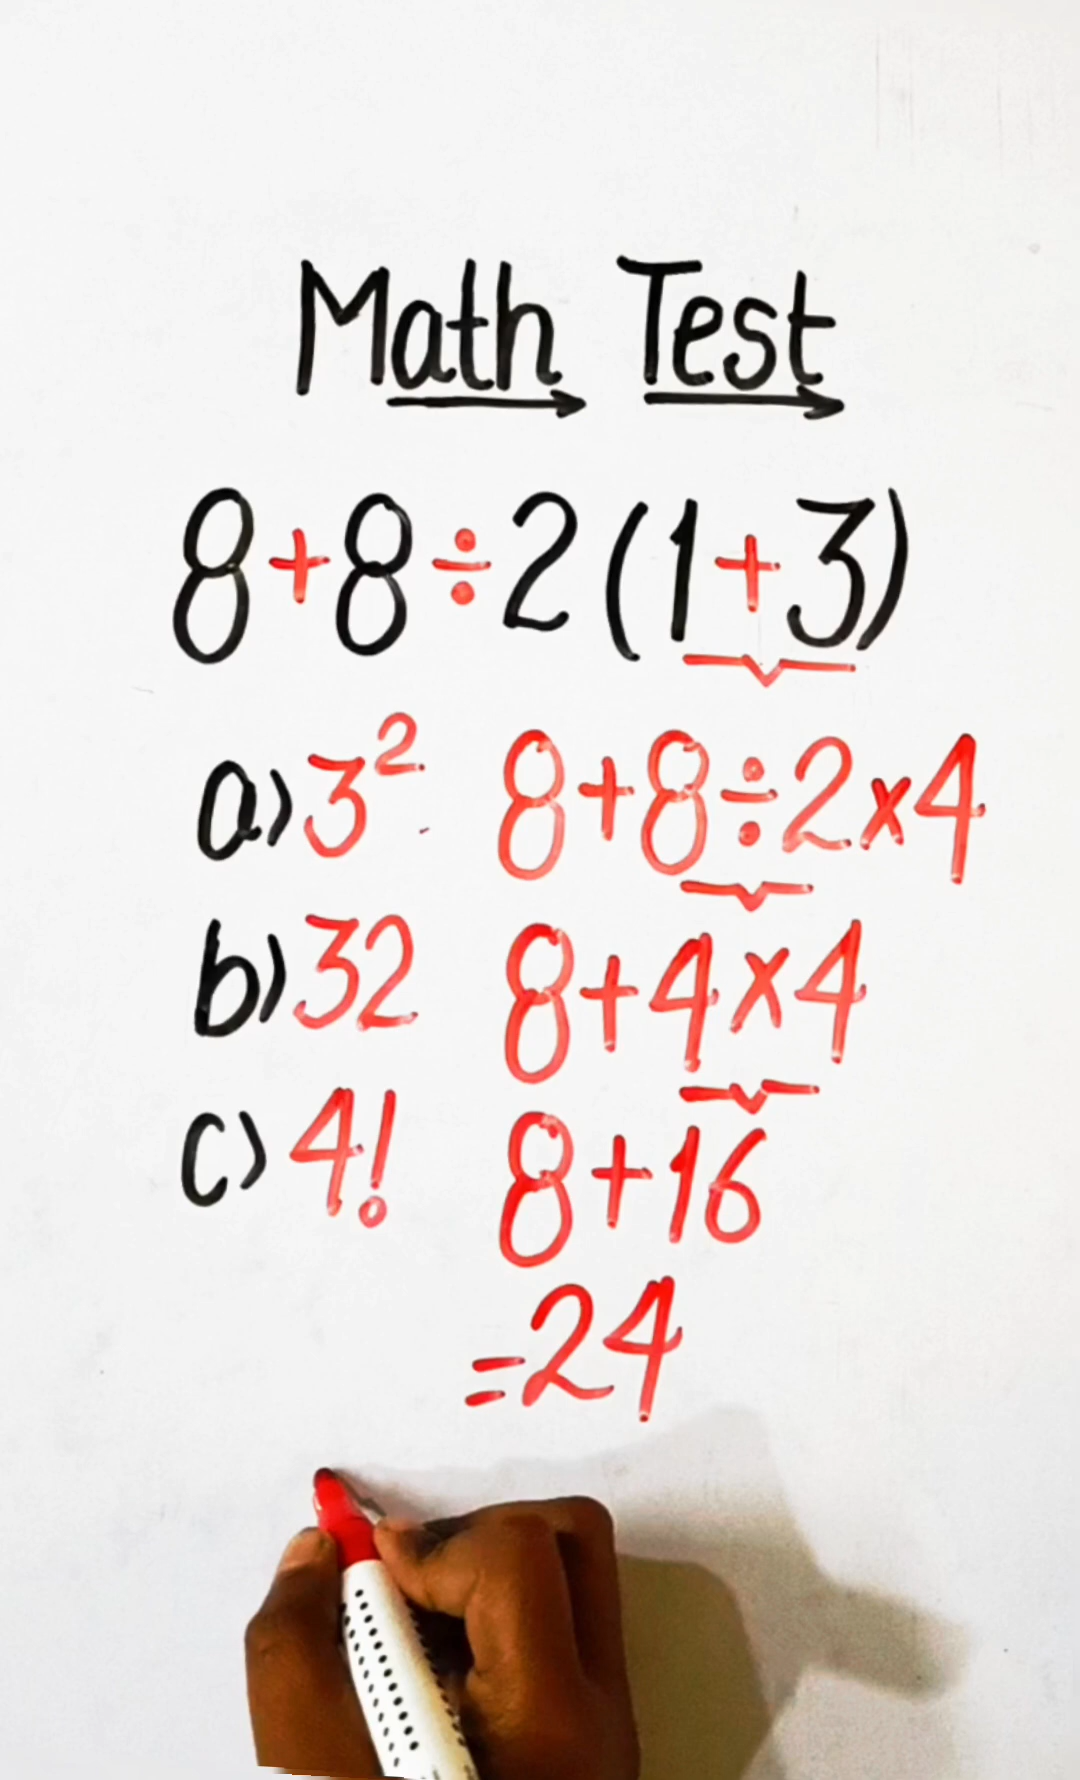 Math Test
8+8÷2(1+3)
a) 3² 8+8÷2×4
b) 32 8+4×4
c) 4! 8+16
=24